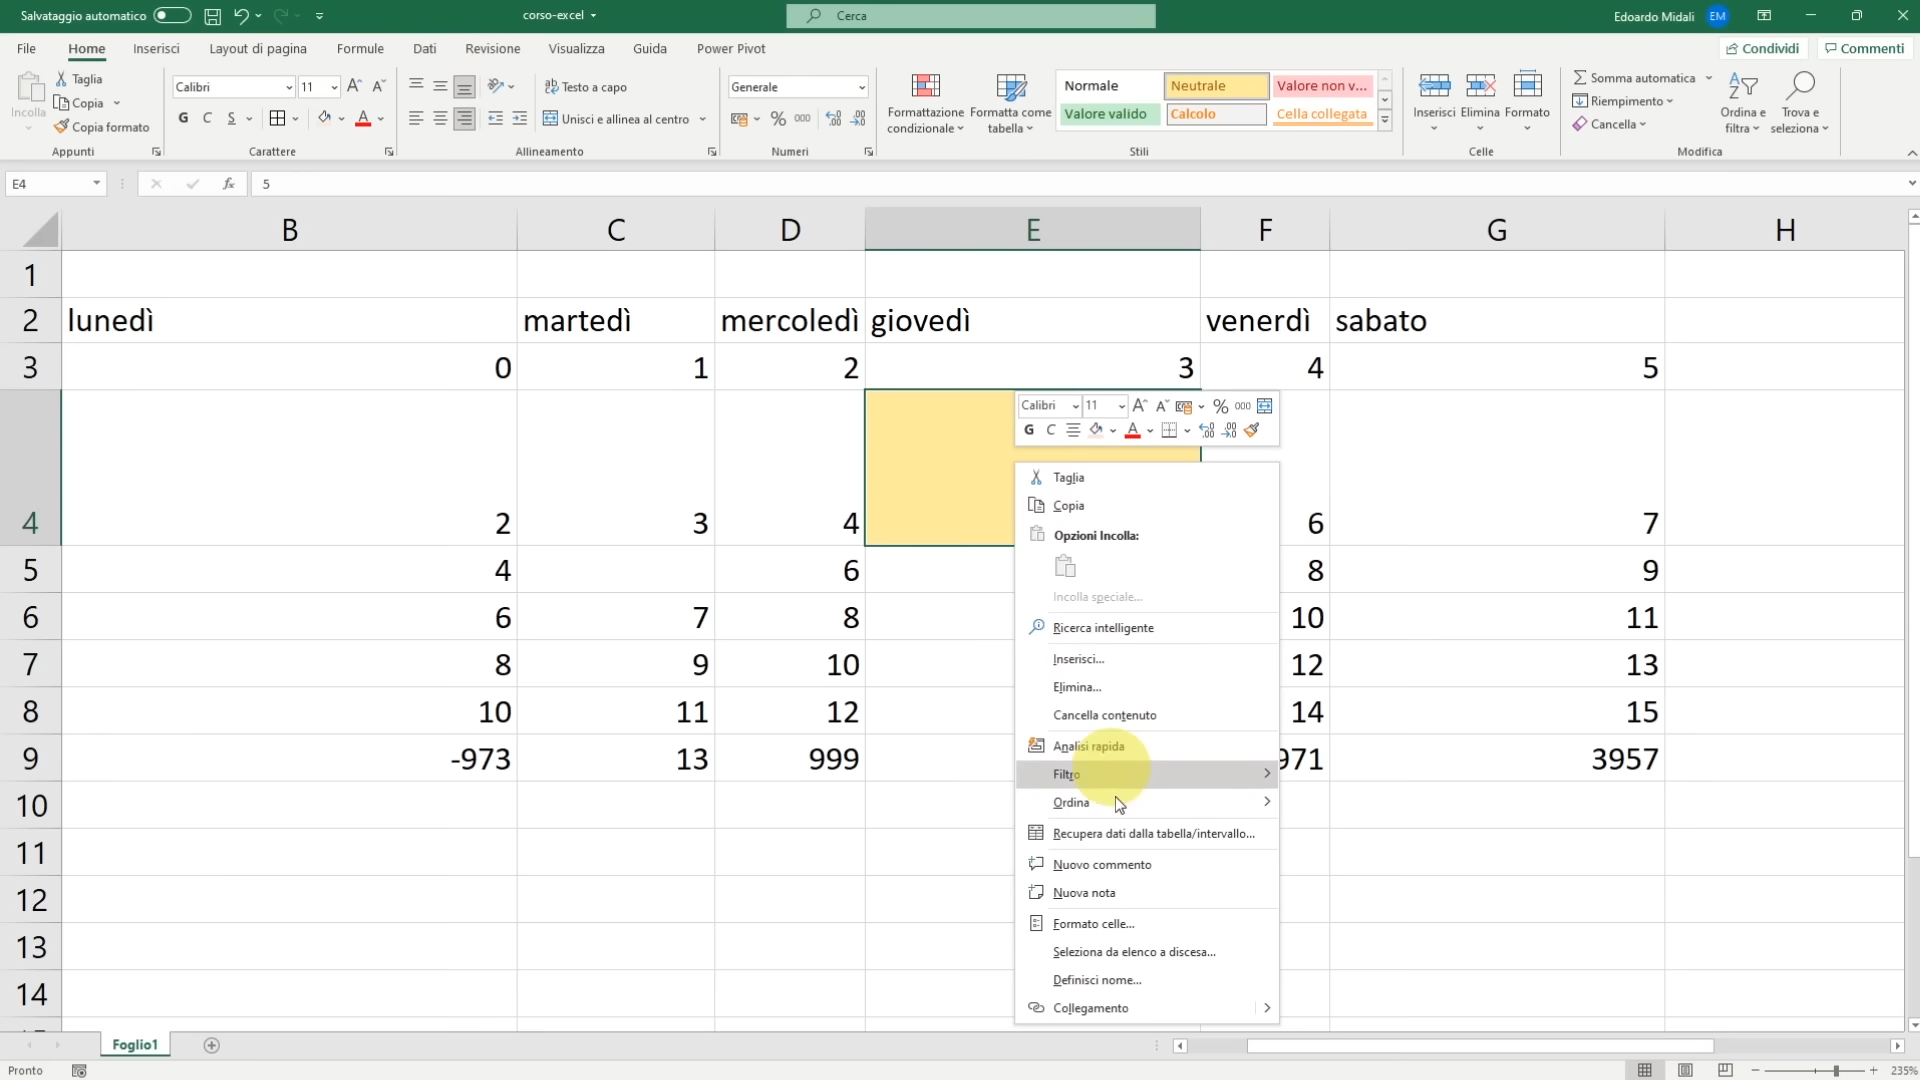 Salvataggio automatico
corso-excel
Cerca
Edoardo Midali EM
File Home Inserisci Layout di pagina Formule Dati Revisione Visualizza Guida Power Pivot
Condividi Commenti
Incolla
Taglia
Copia
Copia formato
Appunti
Calibri 11
G C S
Carattere
Testo a capo
Unisci e allinea al centro
Allineamento
Generale
% 000
Numeri
Formattazione condizionale
Formatta come tabella
Normale Neutrale Valore non v...
Valore valido Calcolo Cella collegata
Stili
Inserisci Elimina Formato
Celle
Somma automatica
Riempimento
Cancella
Ordina e filtra
Trova e seleziona
Modifica
E4 fx 5
B C D E F G H
1
2 lunedì martedì mercoledì giovedì venerdì sabato
3 0 1 2 3 4 5
4 2 3 4 6 7
5 4 6 8 9
6 6 7 8 10 11
7 8 9 10 12 13
8 10 11 12 14 15
9 -973 13 999 971 3957
10
11
12
13
14
Calibri 11 % 000
G C A
Taglia
Copia
Opzioni Incolla:
Incolla speciale...
Ricerca intelligente
Inserisci...
Elimina...
Cancella contenuto
Analisi rapida
Filtro
Ordina
Recupera dati dalla tabella/intervallo...
Nuovo commento
Nuova nota
Formato celle...
Seleziona da elenco a discesa...
Definisci nome...
Collegamento
Foglio1
Pronto
235%